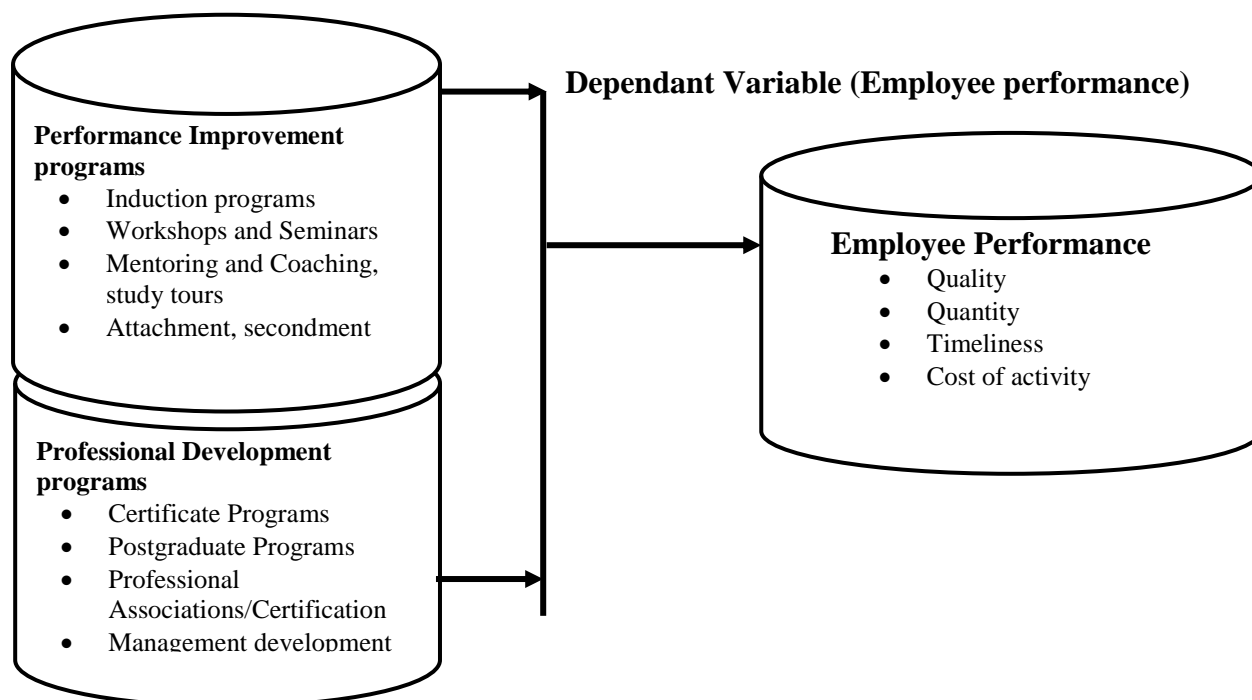 Performance Improvement
programs
• Induction programs
• Workshops and Seminars
• Mentoring and Coaching,
study tours
• Attachment, secondment
Professional Development
programs
• Certificate Programs
• Postgraduate Programs
• Professional
Associations/Certification
• Management development
Dependant Variable (Employee performance)
Employee Performance
• Quality
• Quantity
• Timeliness
• Cost of activity